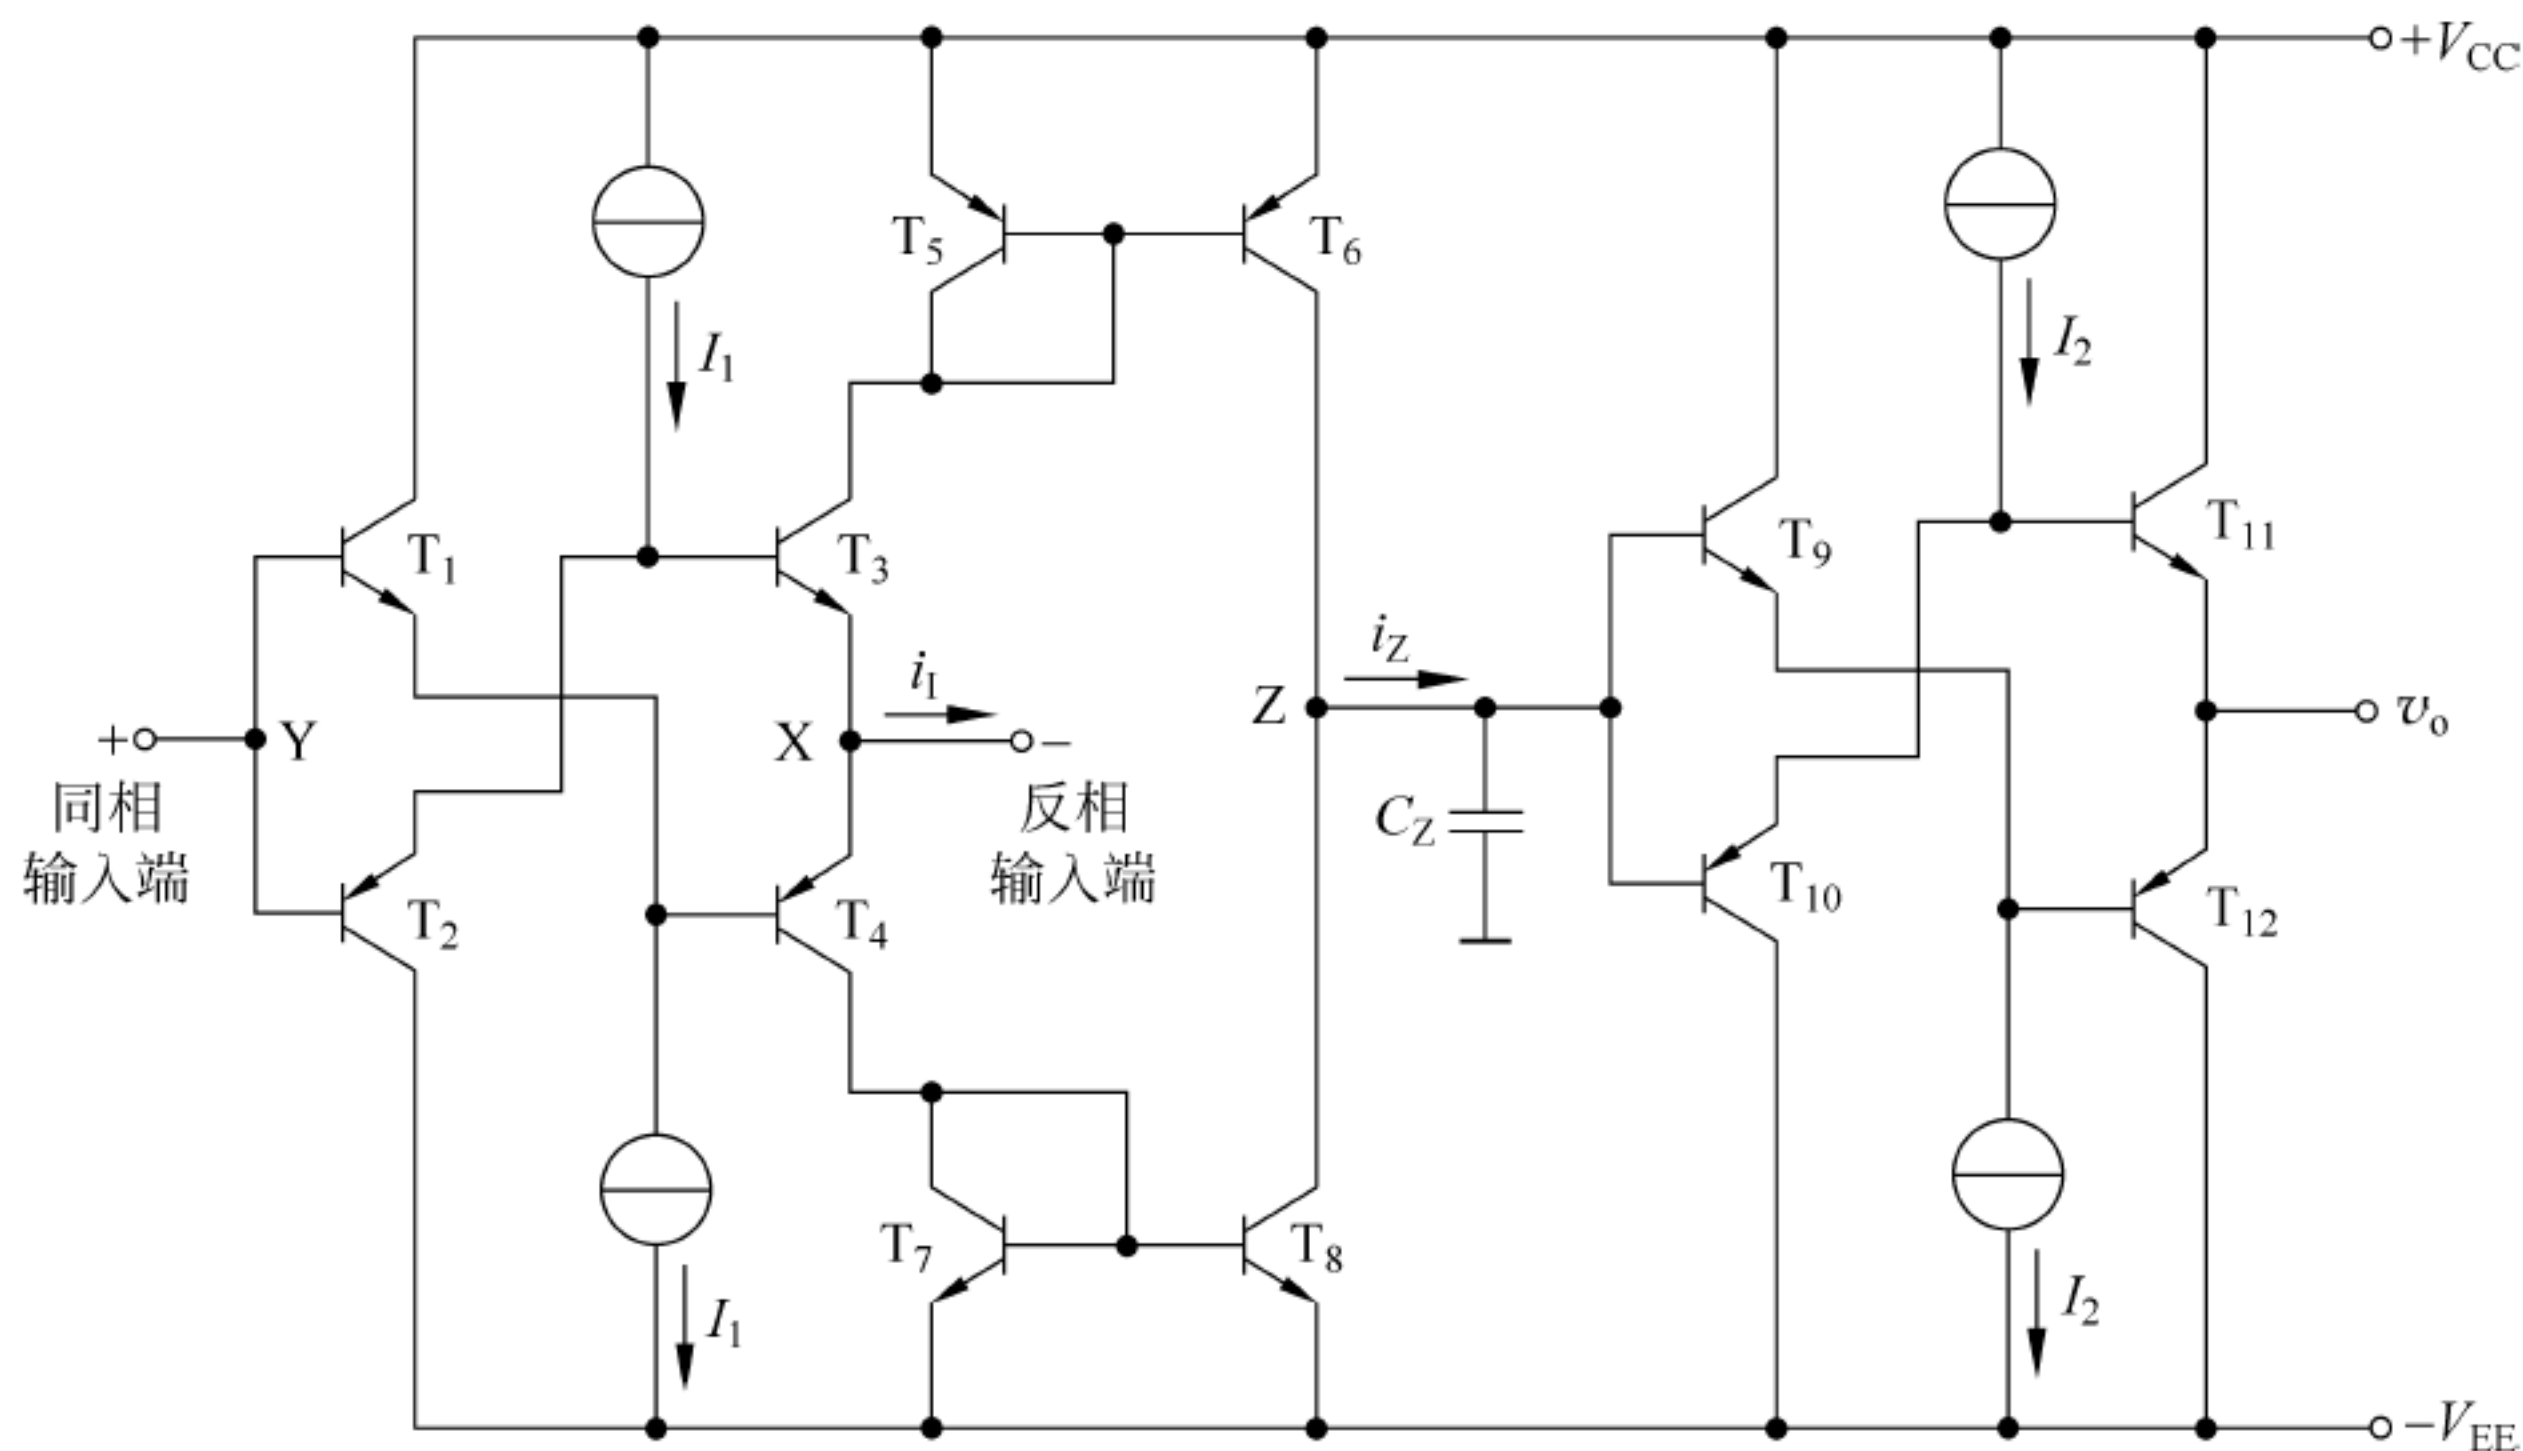 +V_CC
T_5
T_6
I_1
I_2
T_1
T_3
T_9
T_11
i_I
i_Z
+
Y
X
−
Z
v_o
同相
输入端
反相
输入端
C_Z
T_2
T_4
T_10
T_12
T_7
T_8
I_1
I_2
−V_EE